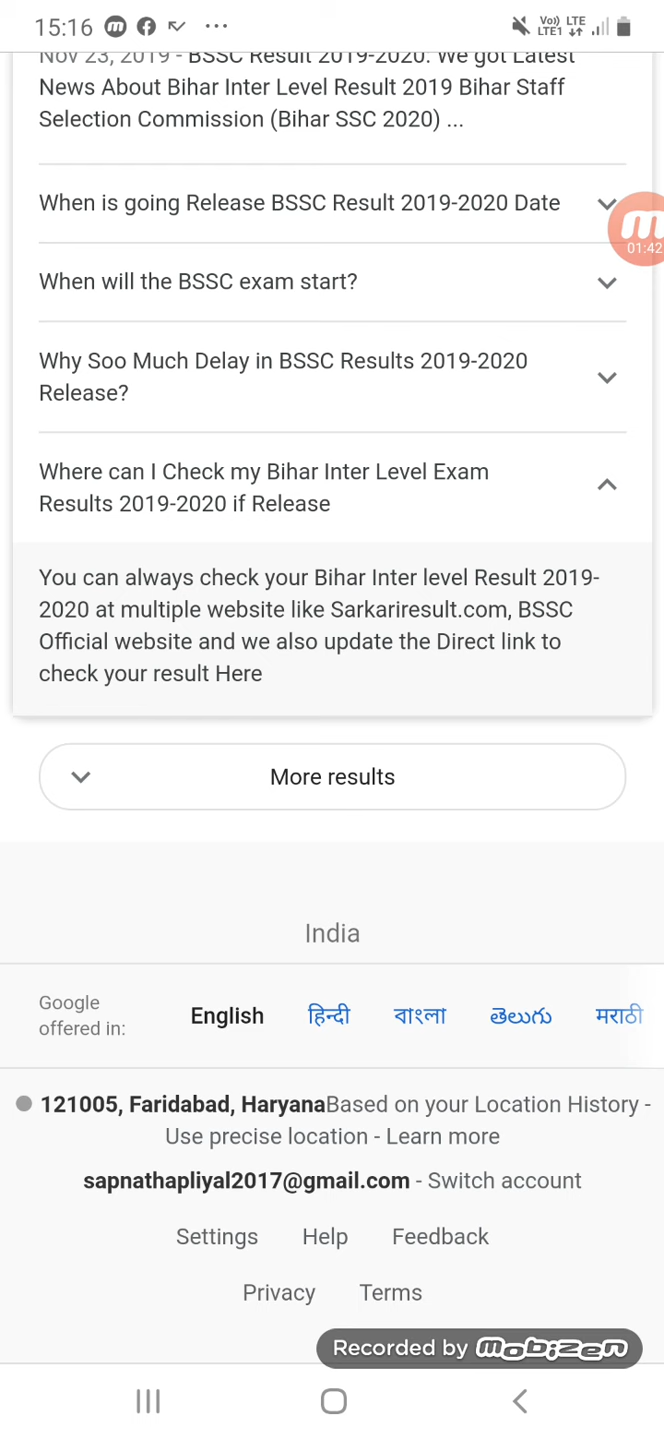 15:16
Vo)) LTE
LTE1
Nov 23, 2019 - BSSC Result 2019-2020. We got Latest
News About Bihar Inter Level Result 2019 Bihar Staff
Selection Commission (Bihar SSC 2020) ...
When is going Release BSSC Result 2019-2020 Date
01:42
When will the BSSC exam start?
Why Soo Much Delay in BSSC Results 2019-2020
Release?
Where can I Check my Bihar Inter Level Exam
Results 2019-2020 if Release
You can always check your Bihar Inter level Result 2019-
2020 at multiple website like Sarkariresult.com, BSSC
Official website and we also update the Direct link to
check your result Here
More results
India
Google
offered in:
English हिन्दी বাংলা తెలుగు मराठी
121005, Faridabad, HaryanaBased on your Location History -
Use precise location - Learn more
sapnathapliyal2017@gmail.com - Switch account
Settings Help Feedback
Privacy Terms
Recorded by mobizen